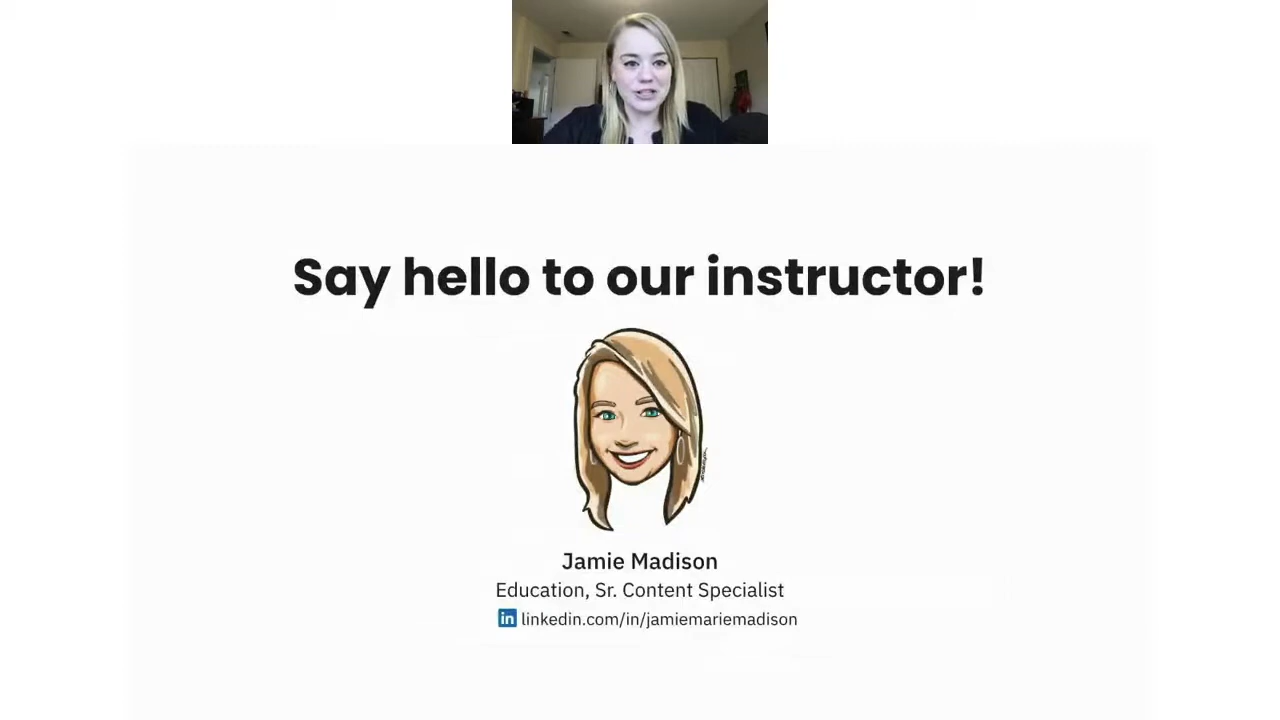 Say hello to our instructor!
Jamie Madison
Education, Sr. Content Specialist
in linkedin.com/in/jamiemariemadison